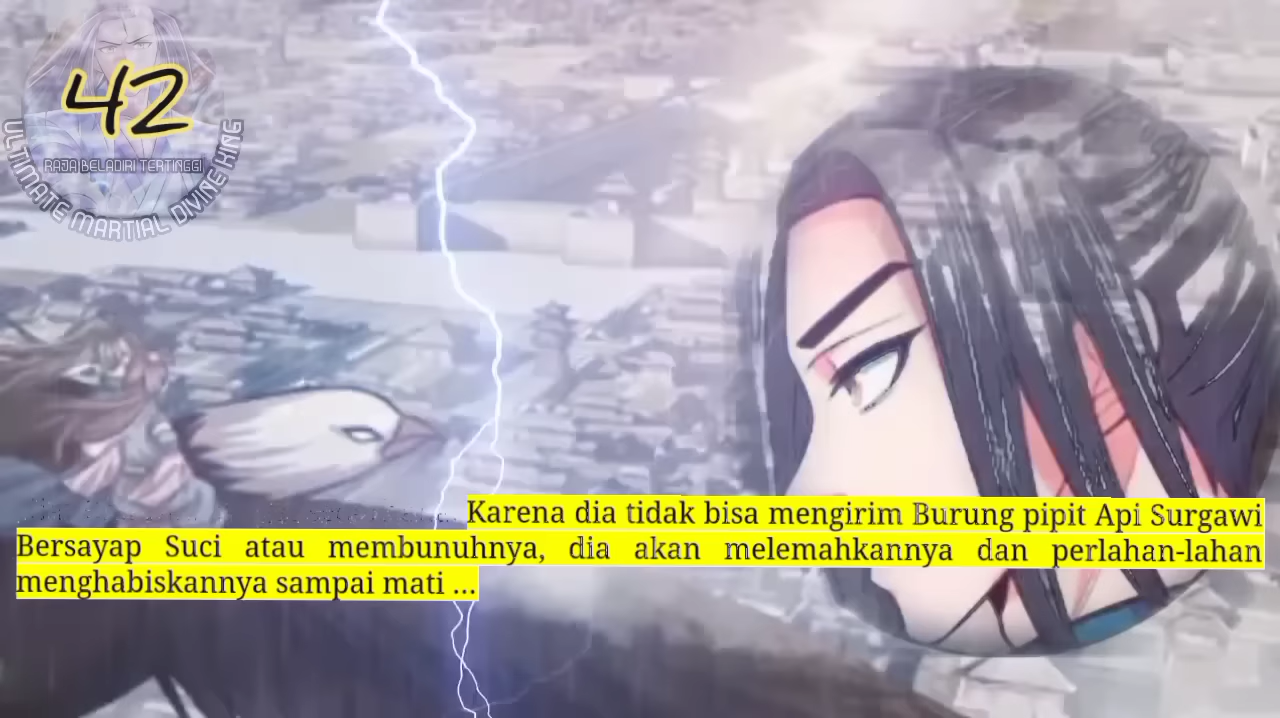 42
RAJA BELADIRI TERTINGGI
ULTIMATE MARTIAL DIVINE KING
Karena dia tidak bisa mengirim Burung pipit Api Surgawi
Bersayap Suci atau membunuhnya, dia akan melemahkannya dan perlahan-lahan
menghabiskannya sampai mati ...